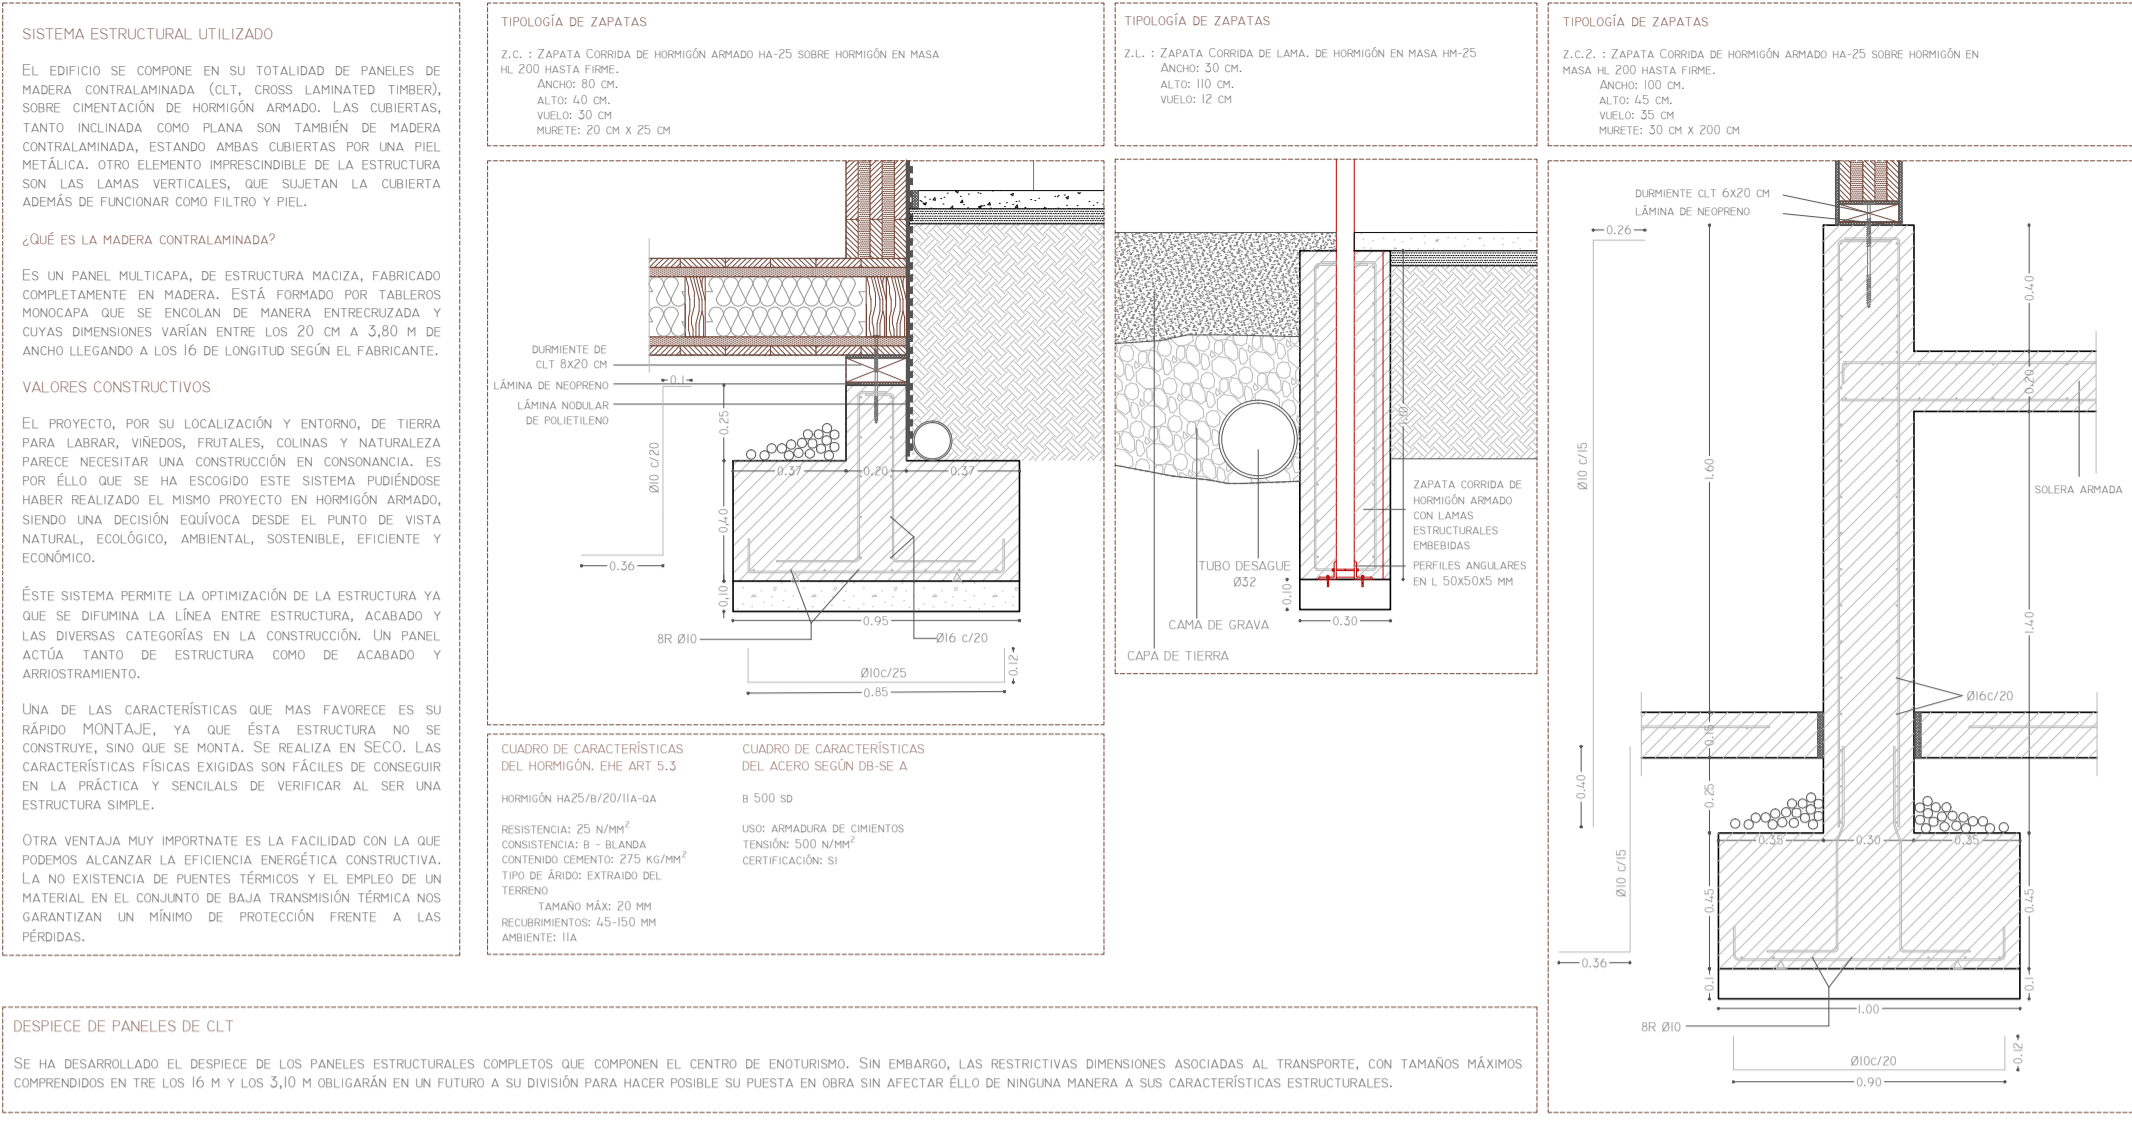 SISTEMA ESTRUCTURAL UTILIZADO
EL EDIFICIO SE COMPONE EN SU TOTALIDAD DE PANELES DE
MADERA CONTRALAMINADA (CLT, CROSS LAMINATED TIMBER),
SOBRE CIMENTACIÓN DE HORMIGÓN ARMADO. LAS CUBIERTAS,
TANTO INCLINADA COMO PLANA SON TAMBIÉN DE MADERA
CONTRALAMINADA, ESTANDO AMBAS CUBIERTAS POR UNA PIEL
METÁLICA. OTRO ELEMENTO IMPRESCINDIBLE DE LA ESTRUCTURA
SON LAS LAMAS VERTICALES, QUE SUJETAN LA CUBIERTA
ADEMÁS DE FUNCIONAR COMO FILTRO Y PIEL.
¿QUÉ ES LA MADERA CONTRALAMINADA?
ES UN PANEL MULTICAPA, DE ESTRUCTURA MACIZA, FABRICADO
COMPLETAMENTE EN MADERA. ESTÁ FORMADO POR TABLEROS
MONOCAPA QUE SE ENCOLAN DE MANERA ENTRECRUZADA Y
CUYAS DIMENSIONES VARÍAN ENTRE LOS 20 CM A 3,80 M DE
ANCHO LLEGANDO A LOS 16 DE LONGITUD SEGÚN EL FABRICANTE.
VALORES CONSTRUCTIVOS
EL PROYECTO, POR SU LOCALIZACIÓN Y ENTORNO, DE TIERRA
PARA LABRAR, VIÑEDOS, FRUTALES, COLINAS Y NATURALEZA
PARECE NECESITAR UNA CONSTRUCCIÓN EN CONSONANCIA. ES
POR ÉLLO QUE SE HA ESCOGIDO ESTE SISTEMA PUDIÉNDOSE
HABER REALIZADO EL MISMO PROYECTO EN HORMIGÓN ARMADO,
SIENDO UNA DECISIÓN EQUÍVOCA DESDE EL PUNTO DE VISTA
NATURAL, ECOLÓGICO, AMBIENTAL, SOSTENIBLE, EFICIENTE Y
ECONÓMICO.
ÉSTE SISTEMA PERMITE LA OPTIMIZACIÓN DE LA ESTRUCTURA YA
QUE SE DIFUMINA LA LÍNEA ENTRE ESTRUCTURA, ACABADO Y
LAS DIVERSAS CATEGORÍAS EN LA CONSTRUCCIÓN. UN PANEL
ACTÚA TANTO DE ESTRUCTURA COMO DE ACABADO Y
ARRIOSTRAMIENTO.
UNA DE LAS CARACTERÍSTICAS QUE MAS FAVORECE ES SU
RÁPIDO MONTAJE, YA QUE ÉSTA ESTRUCTURA NO SE
CONSTRUYE, SINO QUE SE MONTA. SE REALIZA EN SECO. LAS
CARACTERÍSTICAS FÍSICAS EXIGIDAS SON FÁCILES DE CONSEGUIR
EN LA PRÁCTICA Y SENCILALS DE VERIFICAR AL SER UNA
ESTRUCTURA SIMPLE.
OTRA VENTAJA MUY IMPORTNATE ES LA FACILIDAD CON LA QUE
PODEMOS ALCANZAR LA EFICIENCIA ENERGÉTICA CONSTRUCTIVA.
LA NO EXISTENCIA DE PUENTES TÉRMICOS Y EL EMPLEO DE UN
MATERIAL EN EL CONJUNTO DE BAJA TRANSMISIÓN TÉRMICA NOS
GARANTIZAN UN MÍNIMO DE PROTECCIÓN FRENTE A LAS
PÉRDIDAS.
TIPOLOGÍA DE ZAPATAS
Z.C. : ZAPATA CORRIDA DE HORMIGÓN ARMADO HA-25 SOBRE HORMIGÓN EN MASA
HL 200 HASTA FIRME.
ANCHO: 80 CM.
ALTO: 40 CM.
VUELO: 30 CM
MURETE: 20 CM X 25 CM
DURMIENTE DE
CLT 8X20 CM
LÁMINA DE NEOPRENO
LÁMINA NODULAR
DE POLIETILENO
0.1
0.25
Ø10 C/20
0.37
0.20
0.37
0.40
0.36
0.10
0.95
8R Ø10
Ø16 C/20
Ø10C/25
0.12
0.85
CUADRO DE CARACTERÍSTICAS
DEL HORMIGÓN. EHE ART 5.3
HORMIGÓN HA25/B/20/IIA-QA
RESISTENCIA: 25 N/MM²
CONSISTENCIA: B - BLANDA
CONTENIDO CEMENTO: 275 KG/MM²
TIPO DE ÁRIDO: EXTRAIDO DEL
TERRENO
TAMAÑO MÁX: 20 MM
RECUBRIMIENTOS: 45-150 MM
AMBIENTE: IIA
CUADRO DE CARACTERÍSTICAS
DEL ACERO SEGÚN DB-SE A
B 500 SD
USO: ARMADURA DE CIMIENTOS
TENSIÓN: 500 N/MM²
CERTIFICACIÓN: SI
TIPOLOGÍA DE ZAPATAS
Z.L. : ZAPATA CORRIDA DE LAMA. DE HORMIGÓN EN MASA HM-25
ANCHO: 30 CM.
ALTO: 110 CM.
VUELO: 12 CM
1.10
ZAPATA CORRIDA DE
HORMIGÓN ARMADO
CON LAMAS
ESTRUCTURALES
EMBEBIDAS
PERFILES ANGULARES
EN L 50X50X5 MM
TUBO DESAGUE
Ø32
0.10
0.30
CAMA DE GRAVA
CAPA DE TIERRA
TIPOLOGÍA DE ZAPATAS
Z.C.2. : ZAPATA CORRIDA DE HORMIGÓN ARMADO HA-25 SOBRE HORMIGÓN EN
MASA HL 200 HASTA FIRME.
ANCHO: 100 CM.
ALTO: 45 CM.
VUELO: 35 CM
MURETE: 30 CM X 200 CM
DURMIENTE CLT 6X20 CM
LÁMINA DE NEOPRENO
0.26
0.40
0.20
Ø10 C/15
1.60
SOLERA ARMADA
1.40
Ø16C/20
0.15
0.40
0.25
0.35
0.30
0.35
Ø10 C/15
0.45
0.45
0.36
0.1
0.1
1.00
8R Ø10
Ø10C/20
0.12
0.90
DESPIECE DE PANELES DE CLT
SE HA DESARROLLADO EL DESPIECE DE LOS PANELES ESTRUCTURALES COMPLETOS QUE COMPONEN EL CENTRO DE ENOTURISMO. SIN EMBARGO, LAS RESTRICTIVAS DIMENSIONES ASOCIADAS AL TRANSPORTE, CON TAMAÑOS MÁXIMOS
COMPRENDIDOS EN TRE LOS 16 M Y LOS 3,10 M OBLIGARÁN EN UN FUTURO A SU DIVISIÓN PARA HACER POSIBLE SU PUESTA EN OBRA SIN AFECTAR ÉLLO DE NINGUNA MANERA A SUS CARACTERÍSTICAS ESTRUCTURALES.